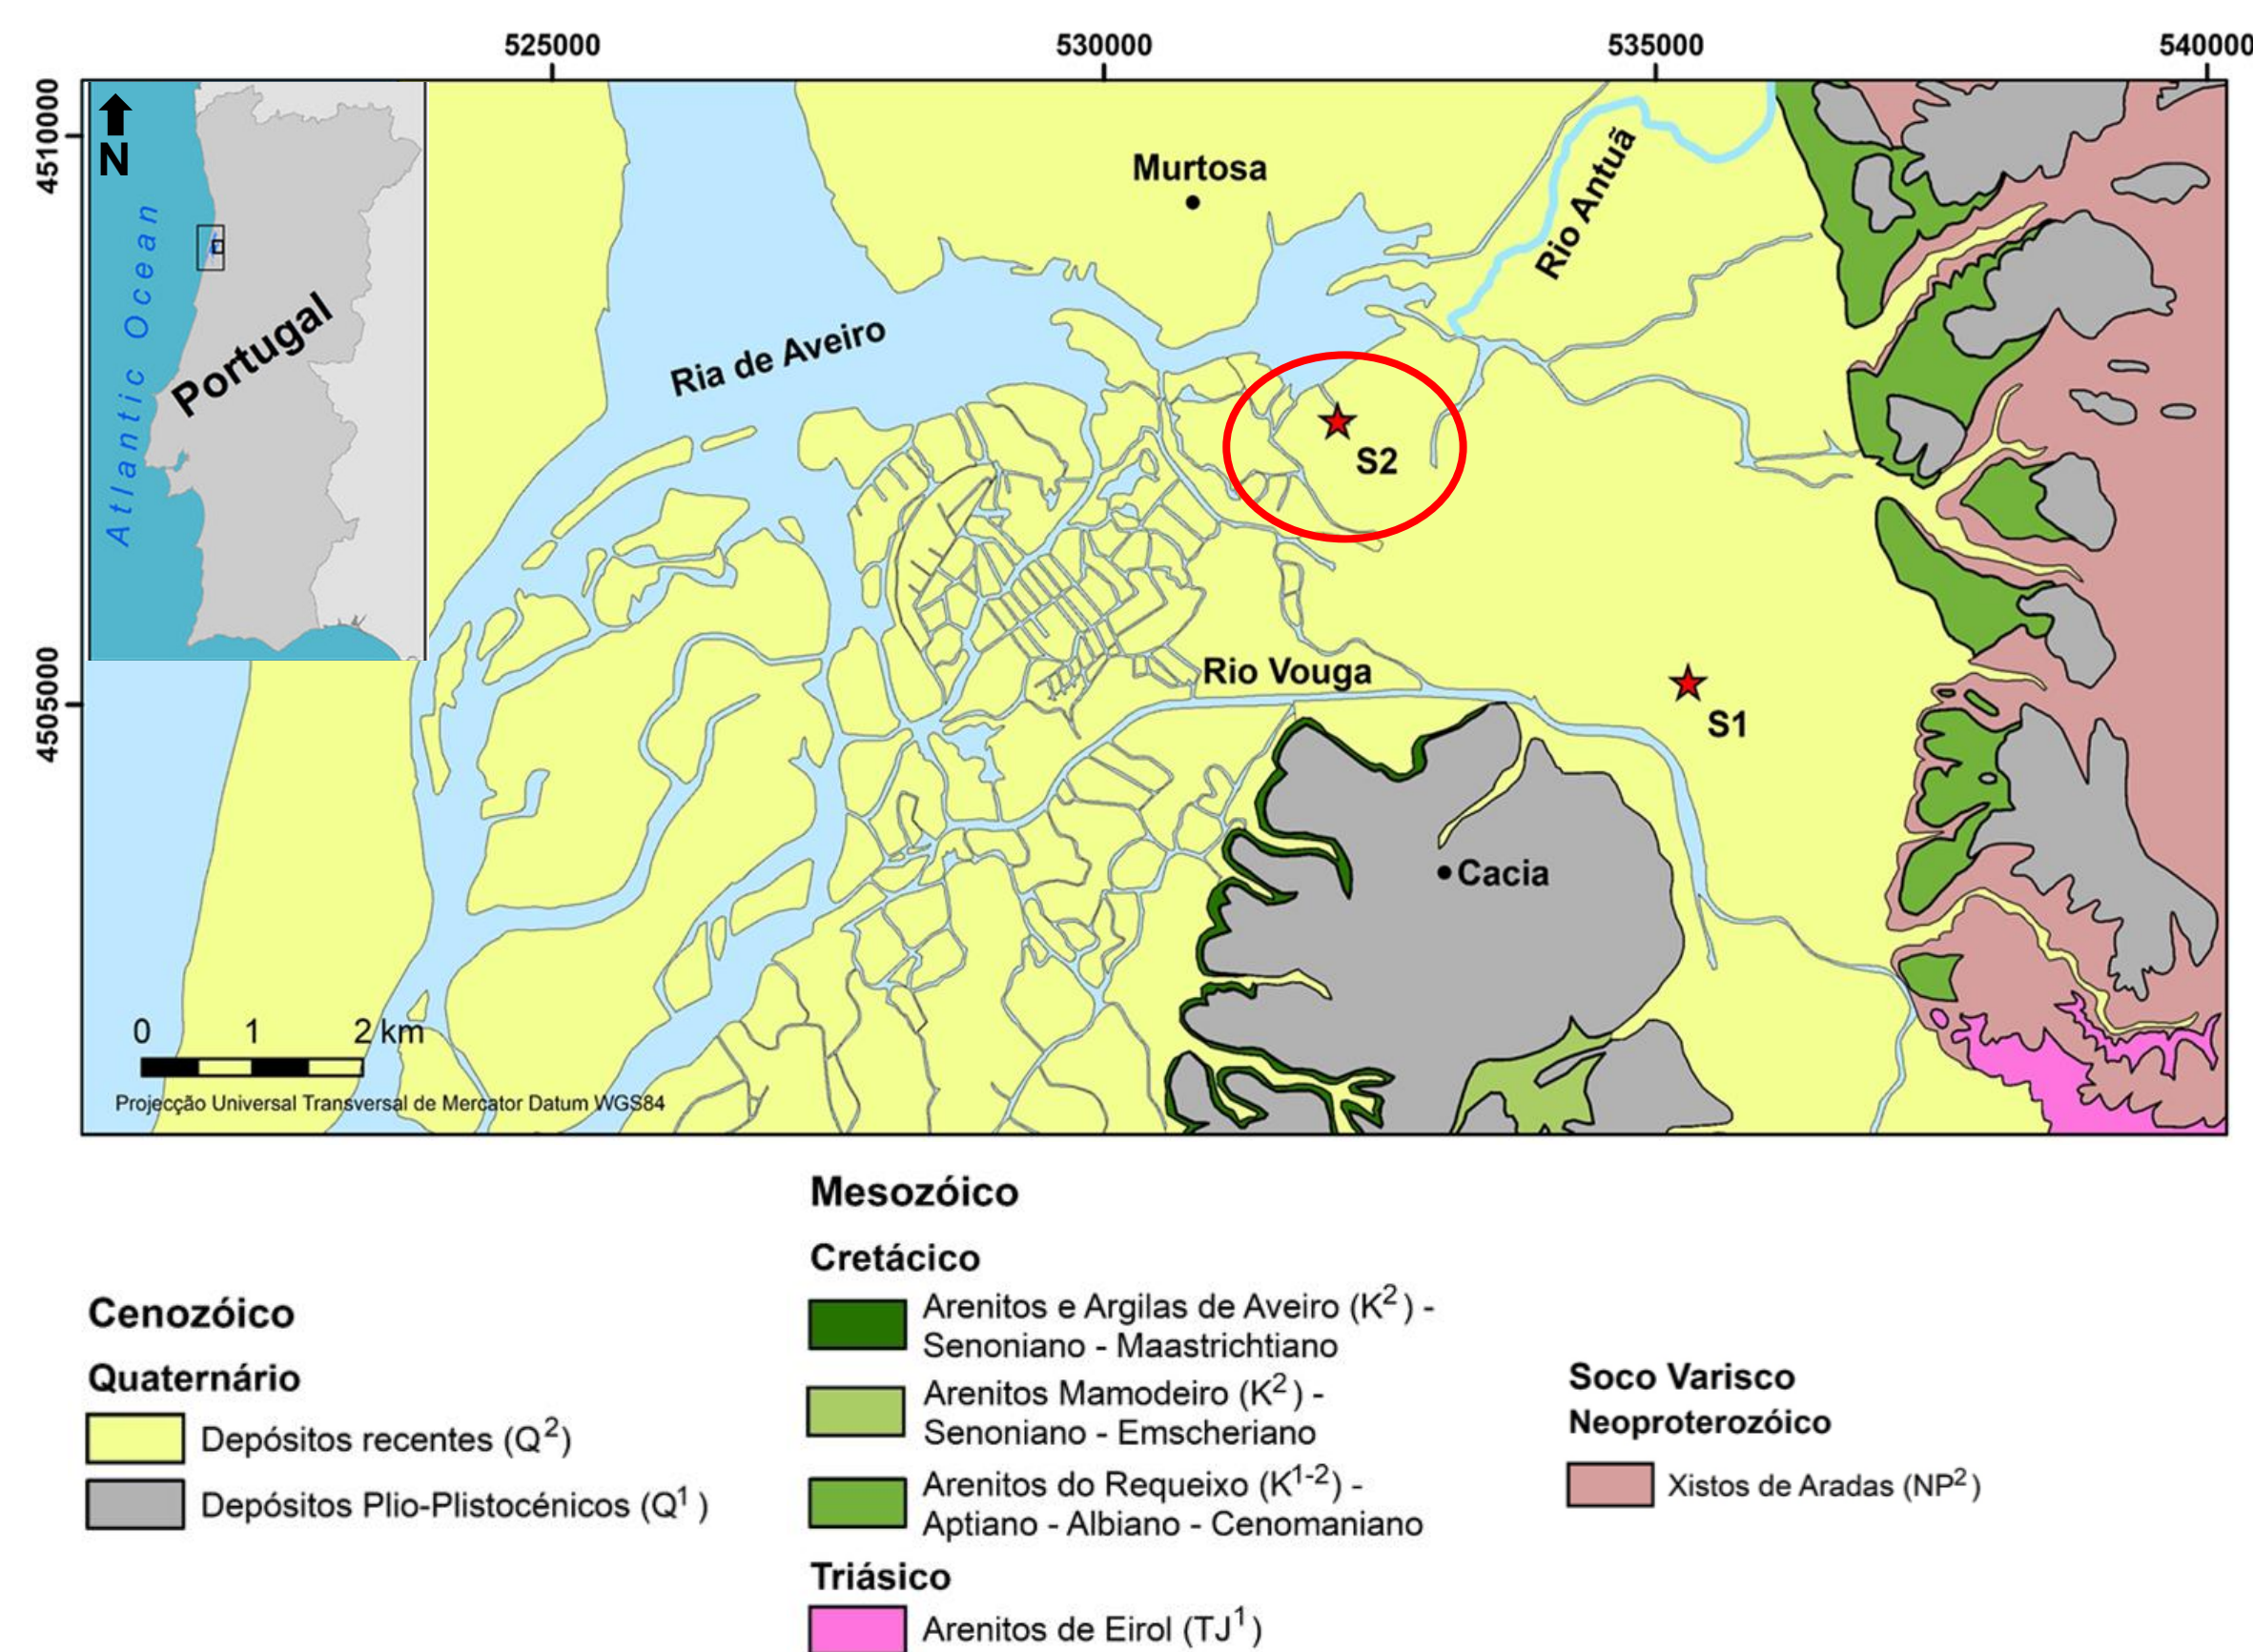 525000
530000
535000
540000
4510000
4505000
N
Atlantic Ocean
Portugal
Murtosa
Rio Antuã
Ria de Aveiro
S2
Rio Vouga
S1
Cacia
0 1 2 km
Projecção Universal Transversal de Mercator Datum WGS84
Cenozóico
Quaternário
Depósitos recentes (Q²)
Depósitos Plio-Plistocénicos (Q¹ )
Mesozóico
Cretácico
Arenitos e Argilas de Aveiro (K² ) -
Senoniano - Maastrichtiano
Arenitos Mamodeiro (K² ) -
Senoniano - Emscheriano
Arenitos do Requeixo (K¹⁻²) -
Aptiano - Albiano - Cenomaniano
Triásico
Arenitos de Eirol (TJ¹ )
Soco Varisco
Neoproterozóico
Xistos de Aradas (NP² )